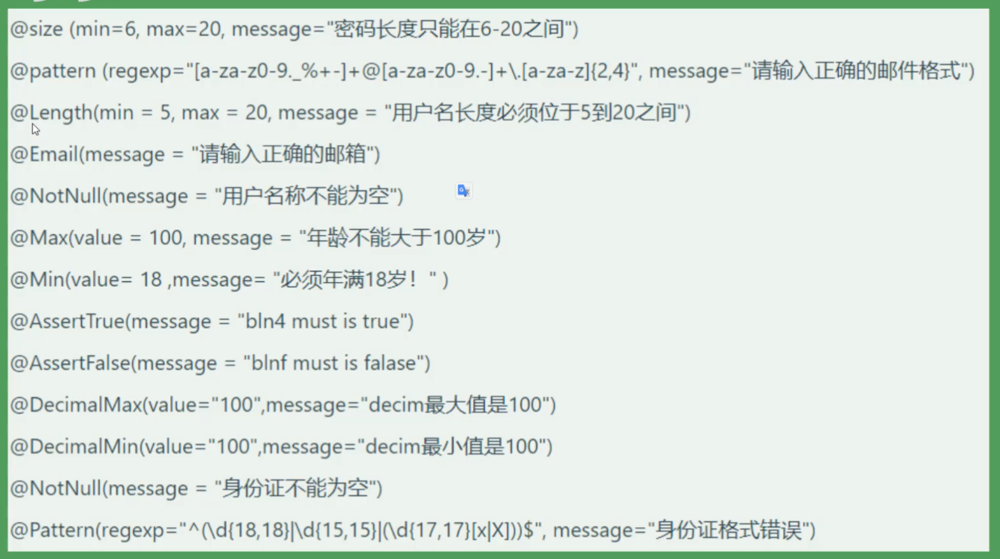 @size (min=6, max=20, message="密码长度只能在6-20之间")
@pattern (regexp="[a-za-z0-9._%+-]+@[a-za-z0-9.-]+\.[a-za-z]{2,4}", message="请输入正确的邮件格式")
@Length(min = 5, max = 20, message = "用户名长度必须位于5到20之间")
@Email(message = "请输入正确的邮箱")
@NotNull(message = "用户名称不能为空")
@Max(value = 100, message = "年龄不能大于100岁")
@Min(value= 18 ,message= "必须年满18岁！" )
@AssertTrue(message = "bln4 must is true")
@AssertFalse(message = "blnf must is falase")
@DecimalMax(value="100",message="decim最大值是100")
@DecimalMin(value="100",message="decim最小值是100")
@NotNull(message = "身份证不能为空")
@Pattern(regexp="^(\d{18,18}|\d{15,15}|(\d{17,17}[x|X]))$", message="身份证格式错误")